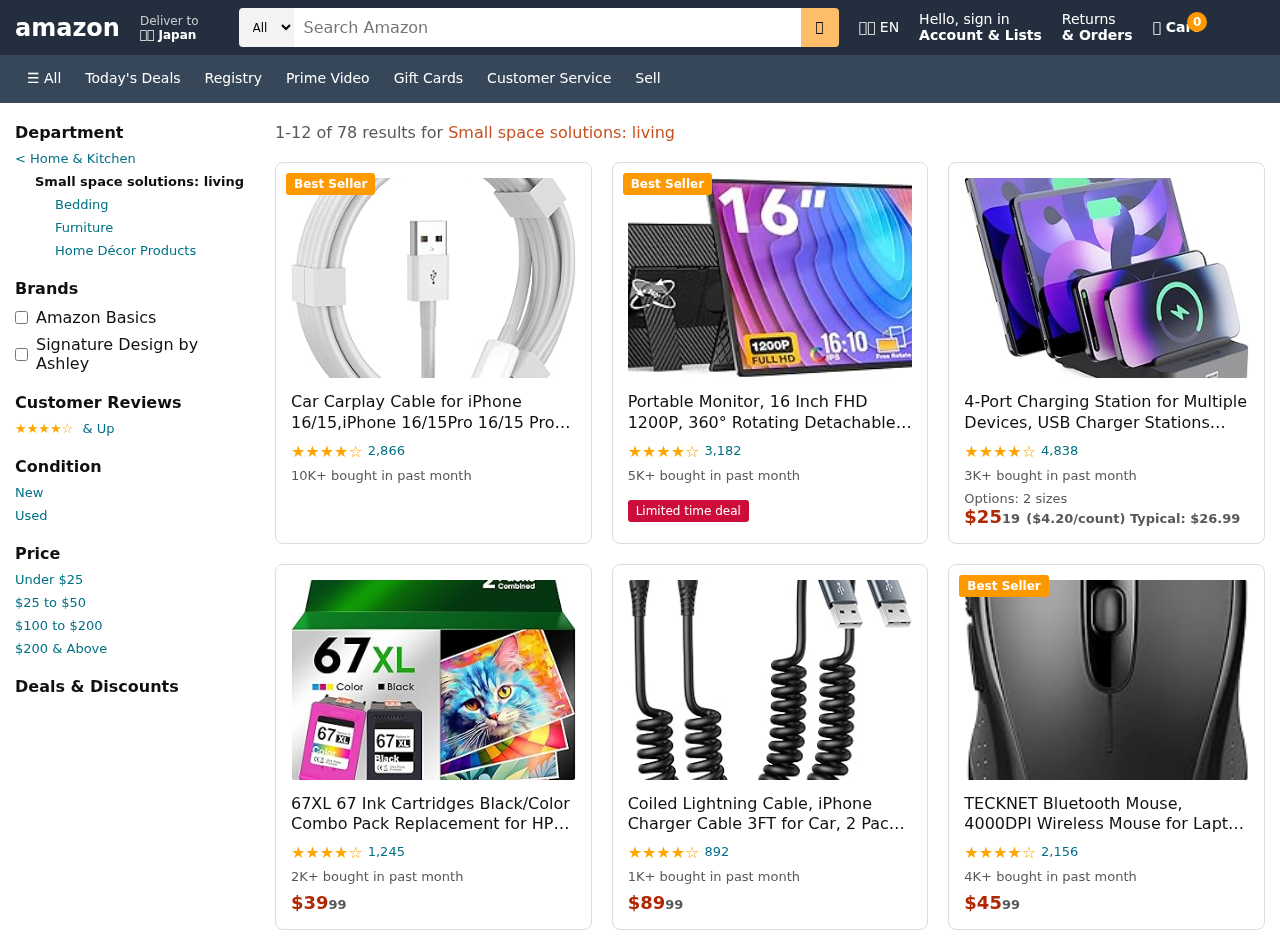 amazon
Deliver to
Japan
All
Search Amazon
EN
Hello, sign in
Account & Lists
Returns
& Orders
0
☰ All
Today's Deals
Registry
Prime Video
Gift Cards
Customer Service
Sell
Department
< Home & Kitchen
Small space solutions: living
Bedding
Furniture
Home Décor Products
Brands
Amazon Basics
Signature Design by
Ashley
Customer Reviews
★★★★☆ & Up
Condition
New
Used
Price
Under $25
$25 to $50
$100 to $200
$200 & Above
Deals & Discounts
1-12 of 78 results for Small space solutions: living
Best Seller
Car Carplay Cable for iPhone
16/15,iPhone 16/15Pro 16/15 Pro…
★★★★☆ 2,866
10K+ bought in past month
Best Seller
16"
1200P
FULL HD
16:10
IPS
Free Rotate
Portable Monitor, 16 Inch FHD
1200P, 360° Rotating Detachable…
★★★★☆ 3,182
5K+ bought in past month
Limited time deal
4-Port Charging Station for Multiple
Devices, USB Charger Stations…
★★★★☆ 4,838
3K+ bought in past month
Options: 2 sizes
$25 19 ($4.20/count) Typical: $26.99
Combined
67XL
Color
Black
67 XL
Color
67 XL
Black
67XL 67 Ink Cartridges Black/Color
Combo Pack Replacement for HP…
★★★★☆ 1,245
2K+ bought in past month
$39 99
Coiled Lightning Cable, iPhone
Charger Cable 3FT for Car, 2 Pac…
★★★★☆ 892
1K+ bought in past month
$89 99
Best Seller
TECKNET Bluetooth Mouse,
4000DPI Wireless Mouse for Lapt…
★★★★☆ 2,156
4K+ bought in past month
$45 99